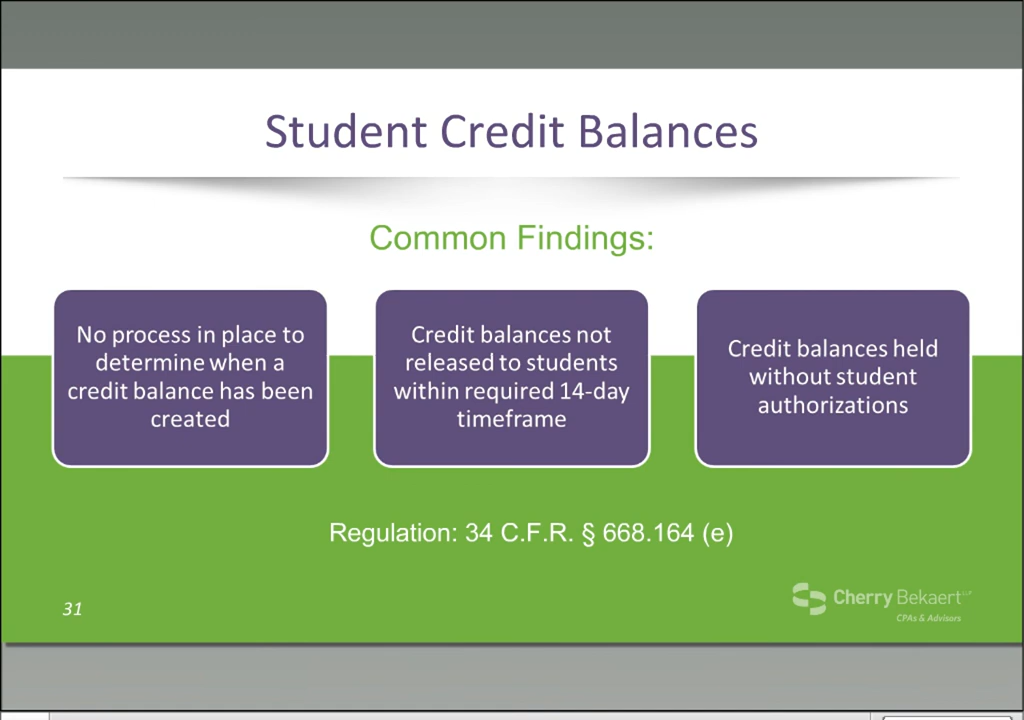 Student Credit Balances
Common Findings:
No process in place to
determine when a
credit balance has been
created
Credit balances not
released to students
within required 14-day
timeframe
Credit balances held
without student
authorizations
Regulation: 34 C.F.R. § 668.164 (e)
31
Cherry Bekaert LLP
CPAs & Advisors